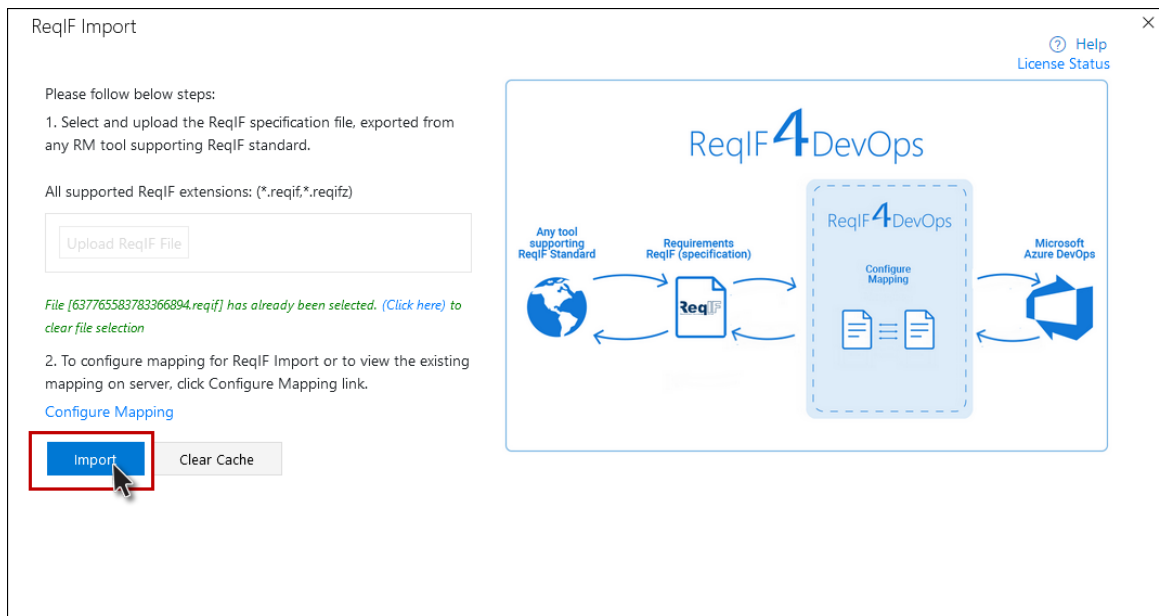 ReqIF Import
Help
License Status
Please follow below steps:
1. Select and upload the ReqIF specification file, exported from
any RM tool supporting ReqIF standard.
All supported ReqIF extensions: (*.reqif,*.reqifz)
Upload ReqIF File
File [637765583783366894.reqif] has already been selected. (Click here) to
clear file selection
2. To configure mapping for ReqIF Import or to view the existing
mapping on server, click Configure Mapping link.
Configure Mapping
Import
Clear Cache
ReqIF4DevOps
ReqIF4DevOps
Any tool
supporting
ReqIF Standard
Requirements
ReqIF (specification)
ReqIF
Configure
Mapping
Microsoft
Azure DevOps